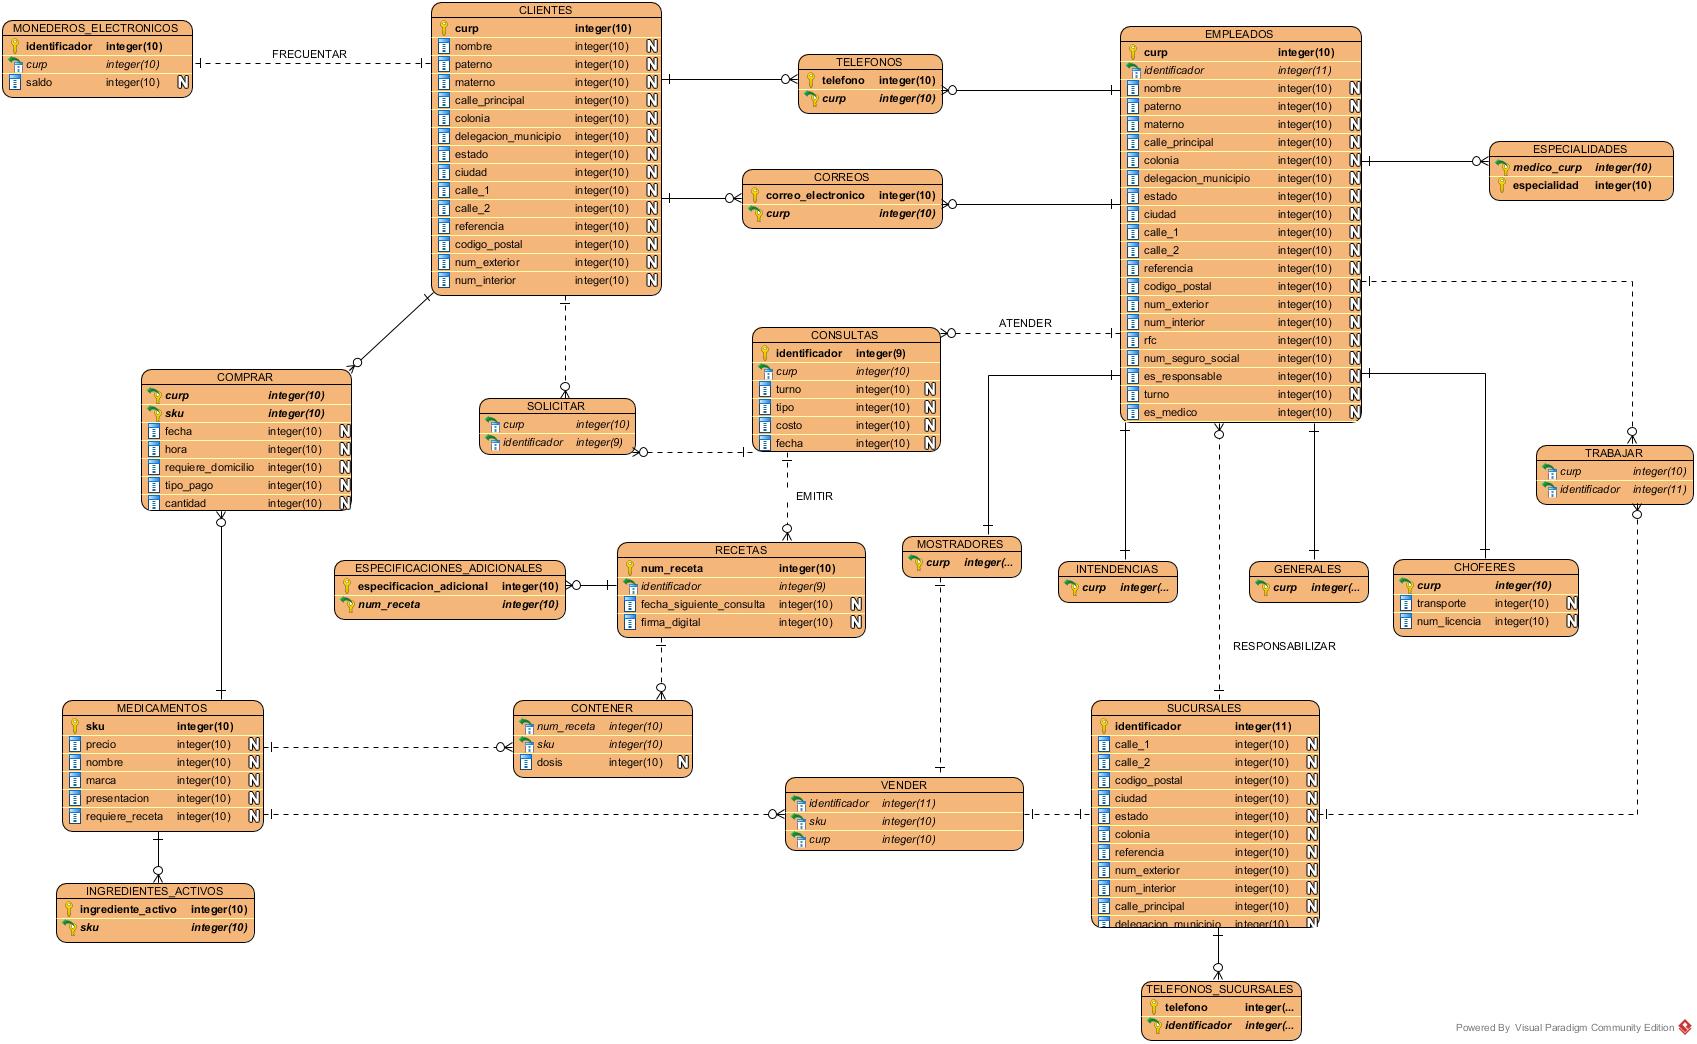 MONEDEROS_ELECTRONICOS
identificador integer(10)
curp integer(10)
saldo integer(10) N
FRECUENTAR
CLIENTES
curp integer(10)
nombre integer(10) N
paterno integer(10) N
materno integer(10) N
calle_principal integer(10) N
colonia integer(10) N
delegacion_municipio integer(10) N
estado integer(10) N
ciudad integer(10) N
calle_1 integer(10) N
calle_2 integer(10) N
referencia integer(10) N
codigo_postal integer(10) N
num_exterior integer(10) N
num_interior integer(10) N
TELEFONOS
telefono integer(10)
curp integer(10)
CORREOS
correo_electronico integer(10)
curp integer(10)
EMPLEADOS
curp integer(10)
identificador integer(11)
nombre integer(10) N
paterno integer(10) N
materno integer(10) N
calle_principal integer(10) N
colonia integer(10) N
delegacion_municipio integer(10) N
estado integer(10) N
ciudad integer(10) N
calle_1 integer(10) N
calle_2 integer(10) N
referencia integer(10) N
codigo_postal integer(10) N
num_exterior integer(10) N
num_interior integer(10) N
rfc integer(10) N
num_seguro_social integer(10) N
es_responsable integer(10) N
turno integer(10) N
es_medico integer(10) N
ESPECIALIDADES
medico_curp integer(10)
especialidad integer(10)
ATENDER
CONSULTAS
identificador integer(9)
curp integer(10)
turno integer(10) N
tipo integer(10) N
costo integer(10) N
fecha integer(10) N
COMPRAR
curp integer(10)
sku integer(10)
fecha integer(10) N
hora integer(10) N
requiere_domicilio integer(10) N
tipo_pago integer(10) N
cantidad integer(10) N
SOLICITAR
curp integer(10)
identificador integer(9)
TRABAJAR
curp integer(10)
identificador integer(11)
EMITIR
RECETAS
num_receta integer(10)
identificador integer(9)
fecha_siguiente_consulta integer(10) N
firma_digital integer(10) N
ESPECIFICACIONES_ADICIONALES
especificacion_adicional integer(10)
num_receta integer(10)
MOSTRADORES
curp integer(...
INTENDENCIAS
curp integer(...
GENERALES
curp integer(...
CHOFERES
curp integer(10)
transporte integer(10) N
num_licencia integer(10) N
RESPONSABILIZAR
MEDICAMENTOS
sku integer(10)
precio integer(10) N
nombre integer(10) N
marca integer(10) N
presentacion integer(10) N
requiere_receta integer(10) N
CONTENER
num_receta integer(10)
sku integer(10)
dosis integer(10) N
VENDER
identificador integer(11)
sku integer(10)
curp integer(10)
SUCURSALES
identificador integer(11)
calle_1 integer(10) N
calle_2 integer(10) N
codigo_postal integer(10) N
ciudad integer(10) N
estado integer(10) N
colonia integer(10) N
referencia integer(10) N
num_exterior integer(10) N
num_interior integer(10) N
calle_principal integer(10) N
delegacion_municipio integer(10) N
INGREDIENTES_ACTIVOS
ingrediente_activo integer(10)
sku integer(10)
TELEFONOS_SUCURSALES
telefono integer(...
identificador integer(...
Powered By Visual Paradigm Community Edition